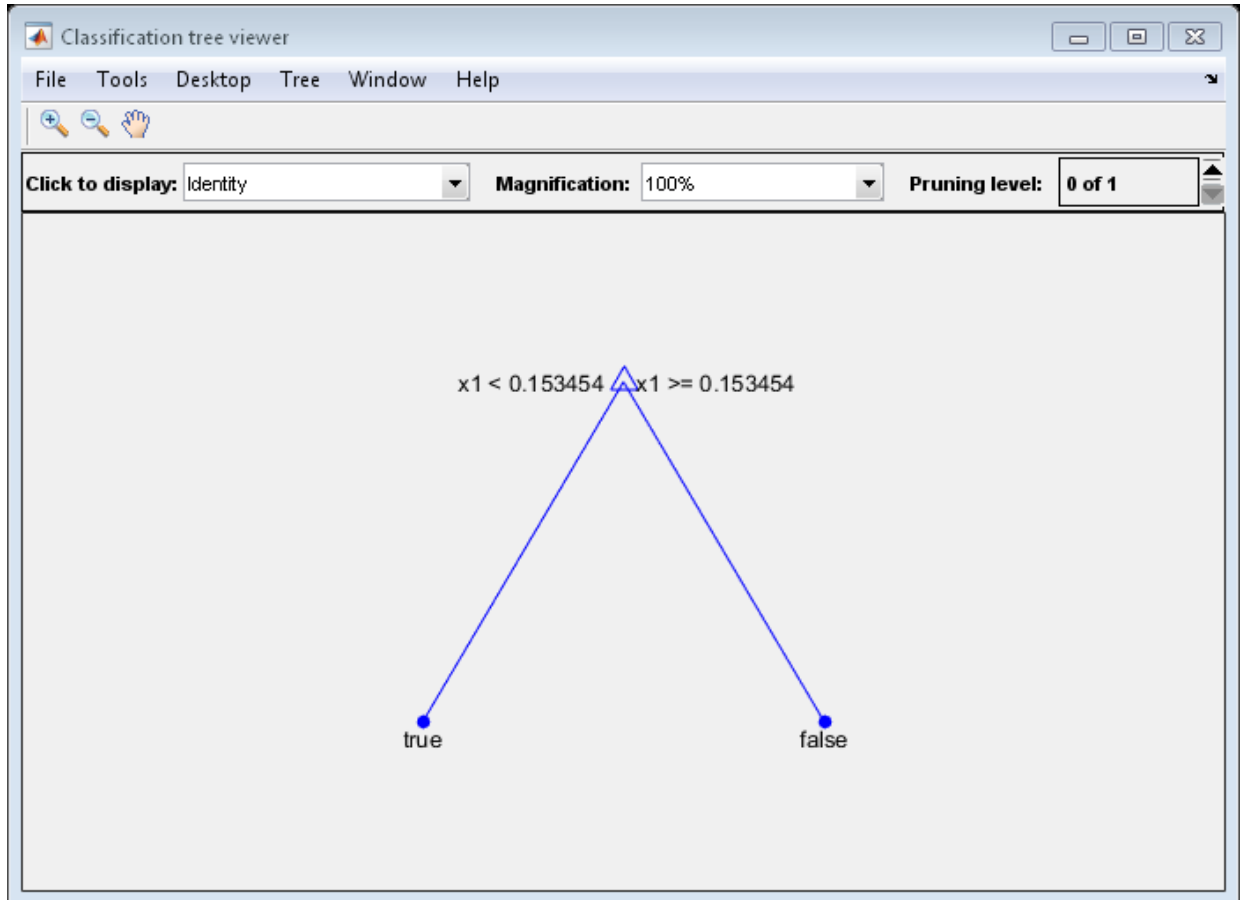 Classification tree viewer
File Tools Desktop Tree Window Help
Click to display: Identity Magnification: 100% Pruning level: 0 of 1
x1 < 0.153454 x1 >= 0.153454
true false